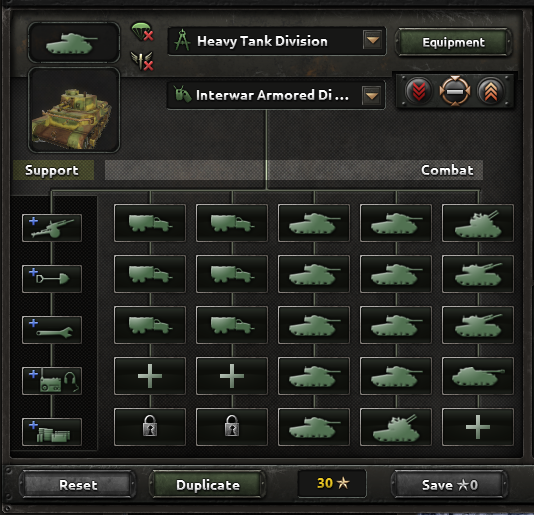 Heavy Tank Division
Equipment
Interwar Armored Di ...
Support
Combat
Reset
Duplicate
30
Save 0